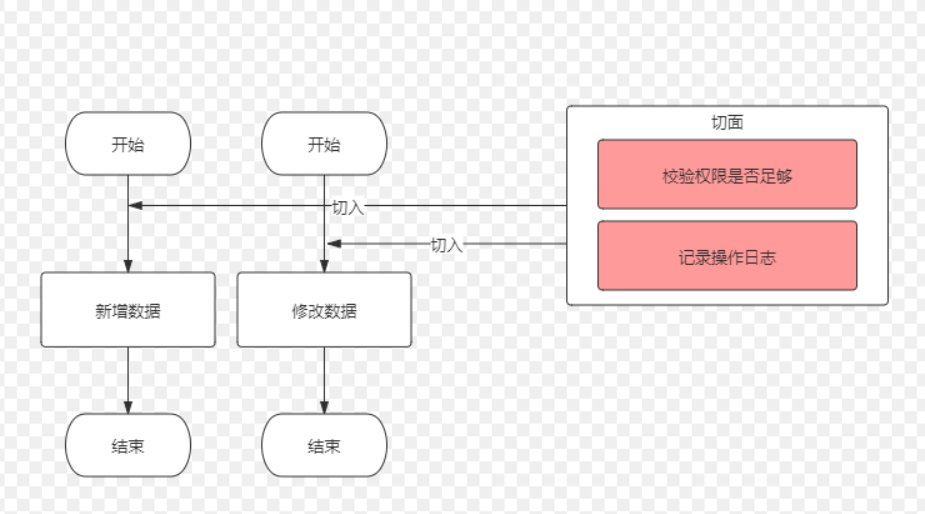 开始
开始
切面
校验权限是否足够
切入
切入
记录操作日志
新增数据
修改数据
结束
结束